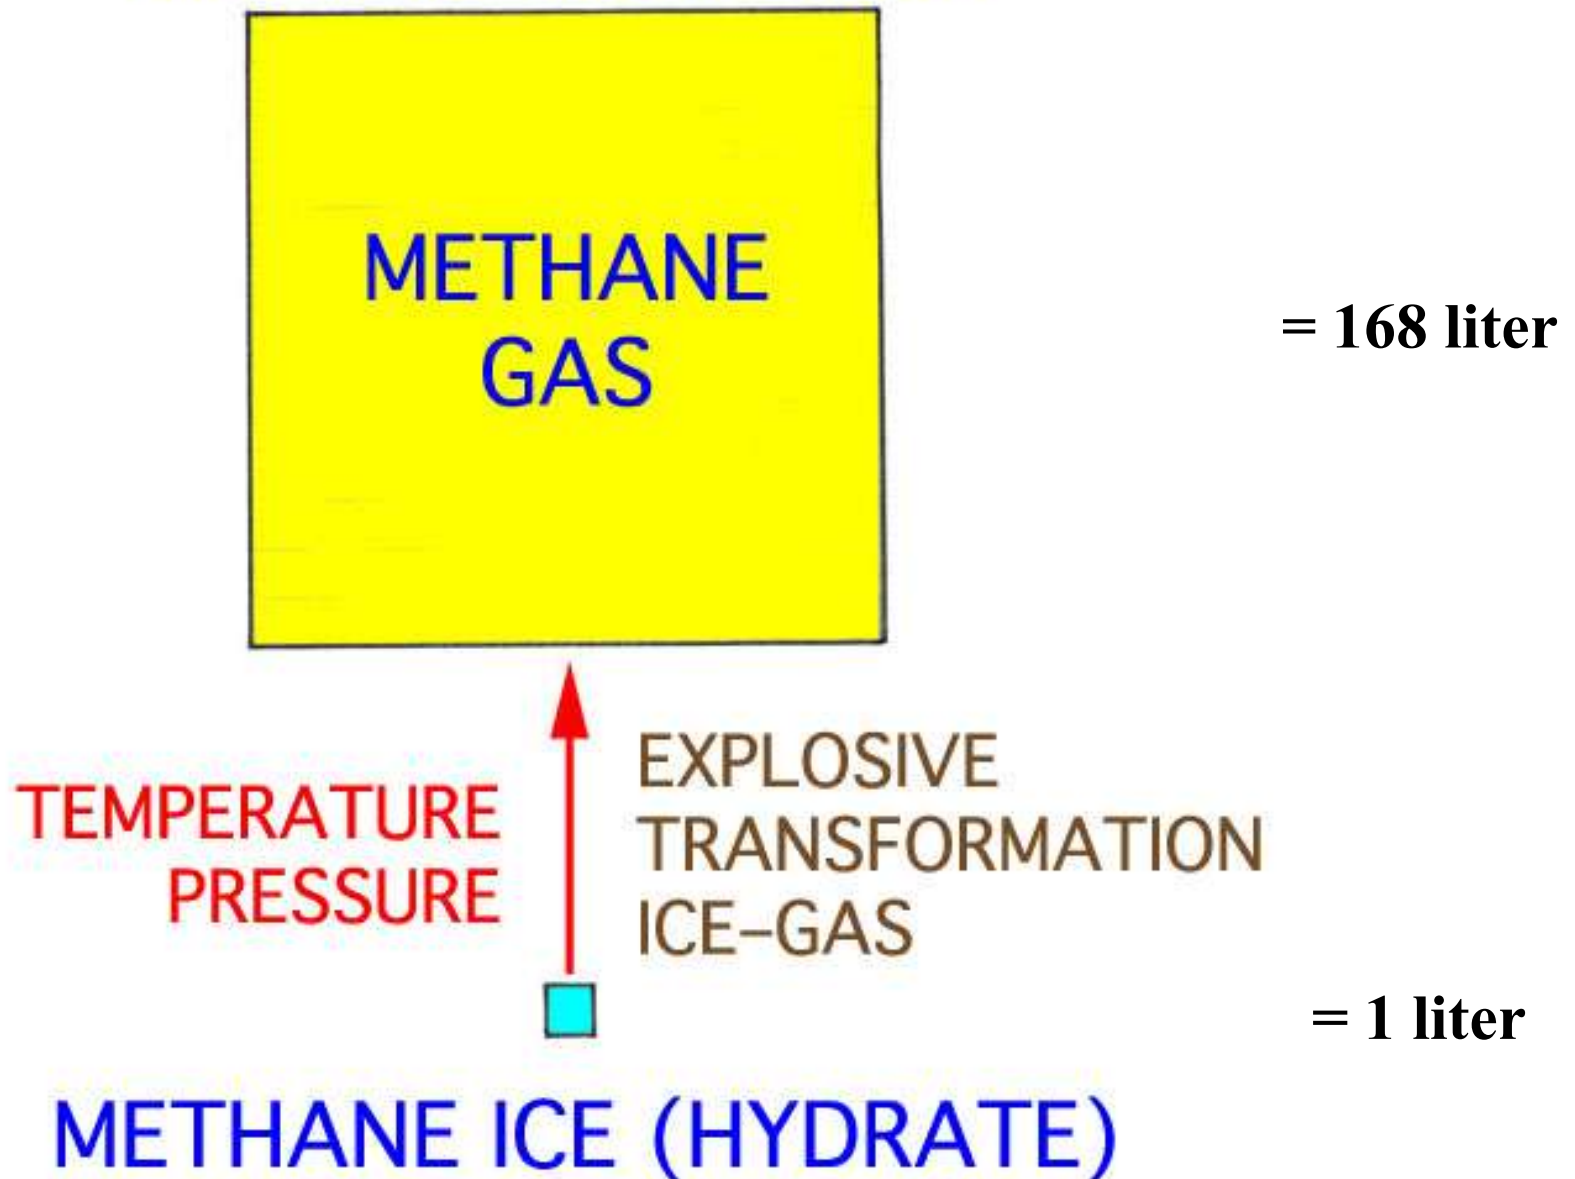 METHANE
GAS
= 168 liter
TEMPERATURE
PRESSURE
EXPLOSIVE
TRANSFORMATION
ICE–GAS
= 1 liter
METHANE ICE (HYDRATE)